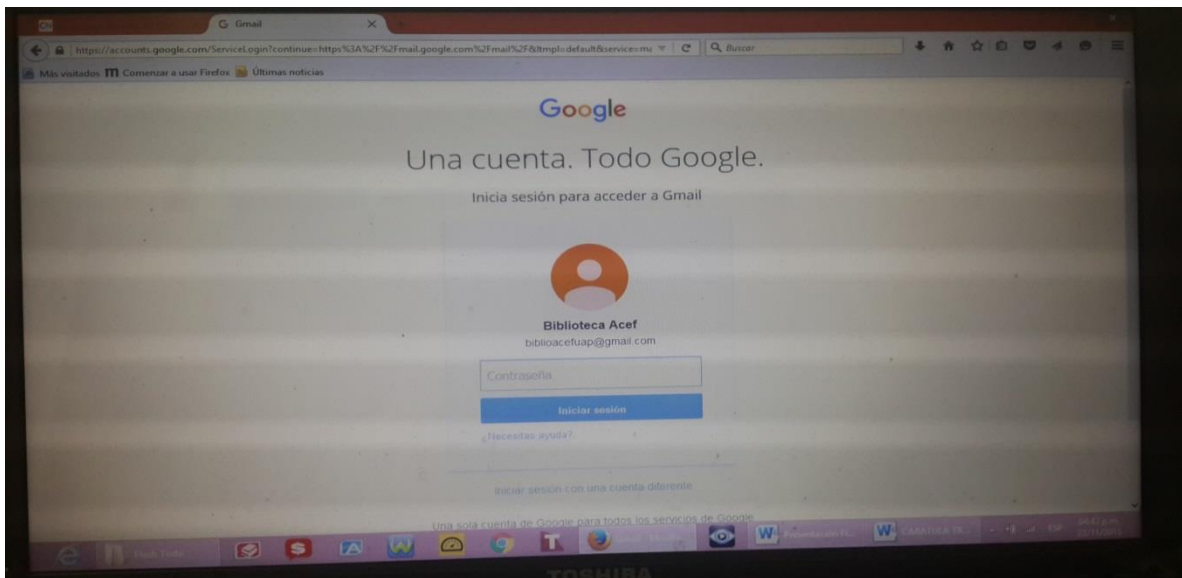 G Gmail
https://accounts.google.com/ServiceLogin?continue=https%3A%2F%2Fmail.google.com%2Fmail%2F&ltmpl=default&service=ma
Buscar
Más visitados Comenzar a usar Firefox Últimas noticias
Google
Una cuenta. Todo Google.
Inicia sesión para acceder a Gmail
Biblioteca Acef
biblioacefuap@gmail.com
Contraseña
Iniciar sesión
¿Necesitas ayuda?
Iniciar sesión con una cuenta diferente
Una sola cuenta de Google para todos los servicios de Google
TOSHIBA